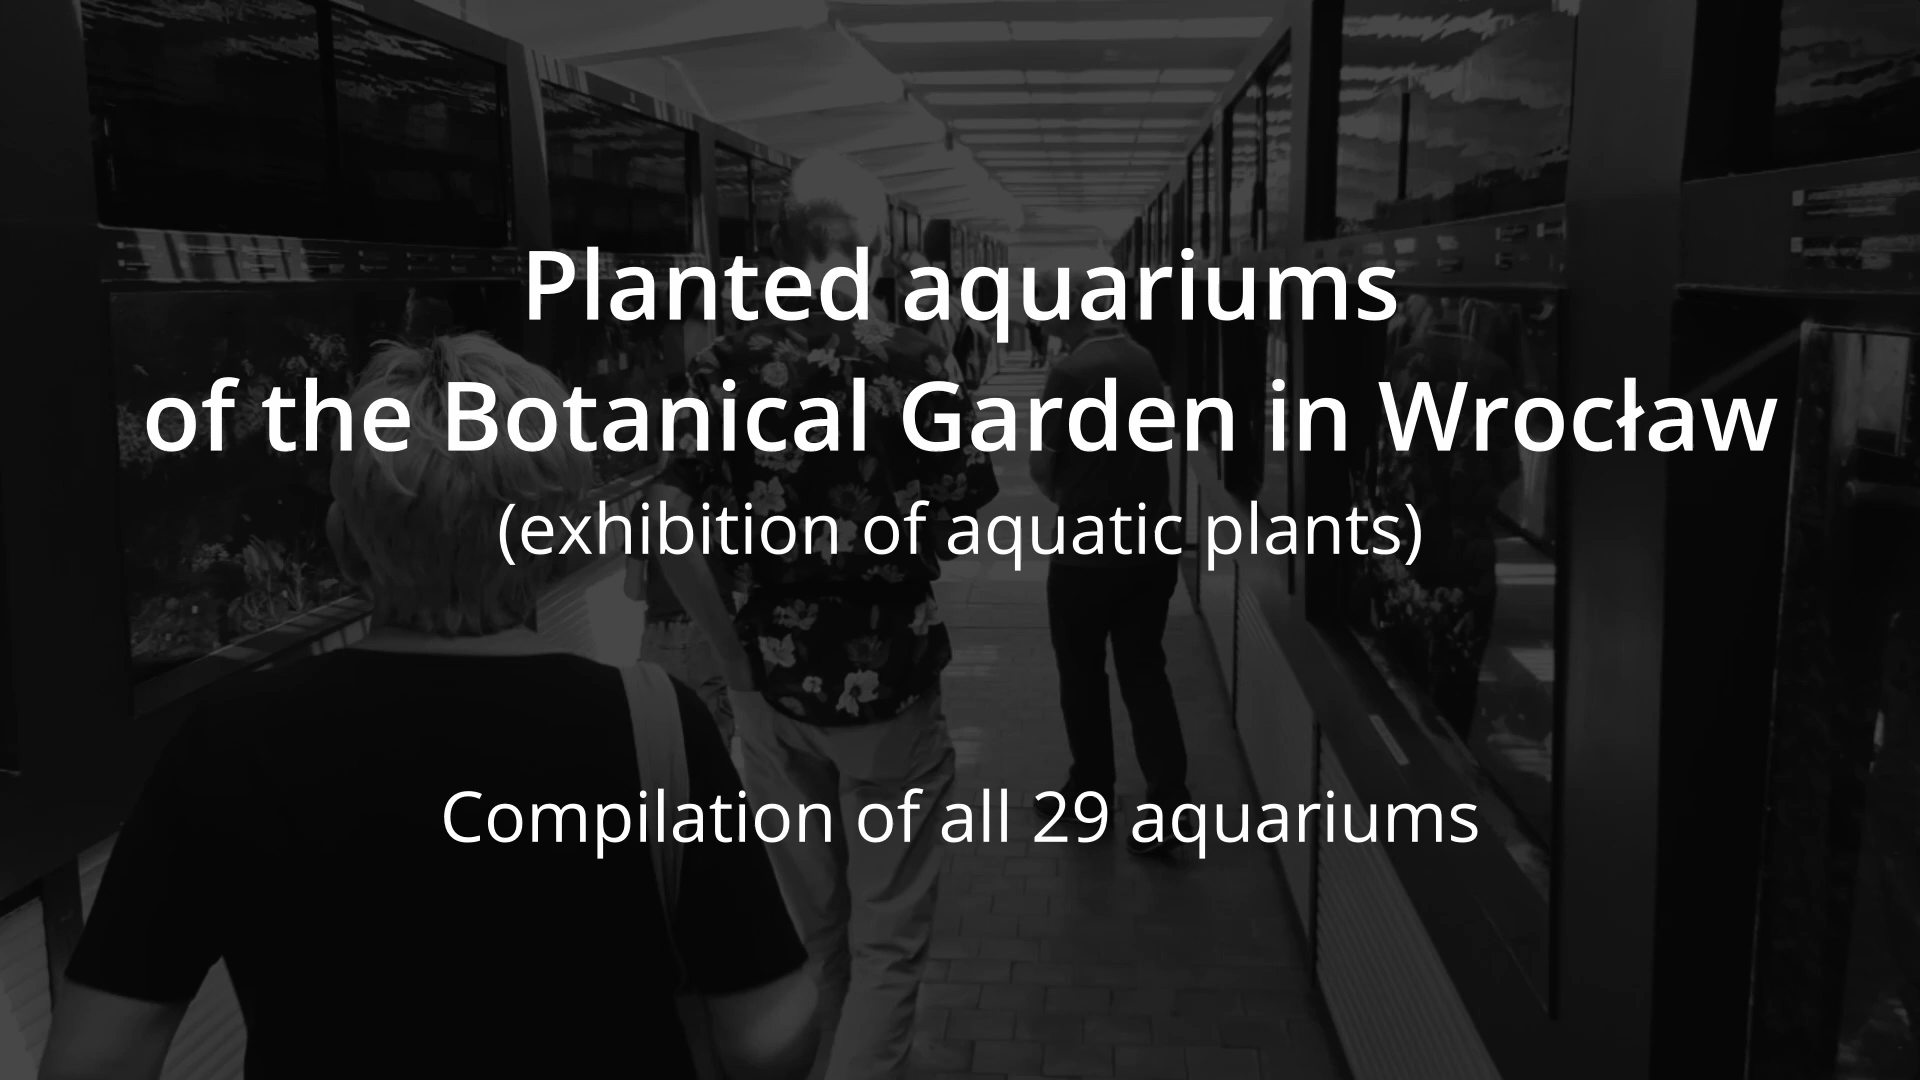 Planted aquariums
of the Botanical Garden in Wrocław
(exhibition of aquatic plants)
Compilation of all 29 aquariums